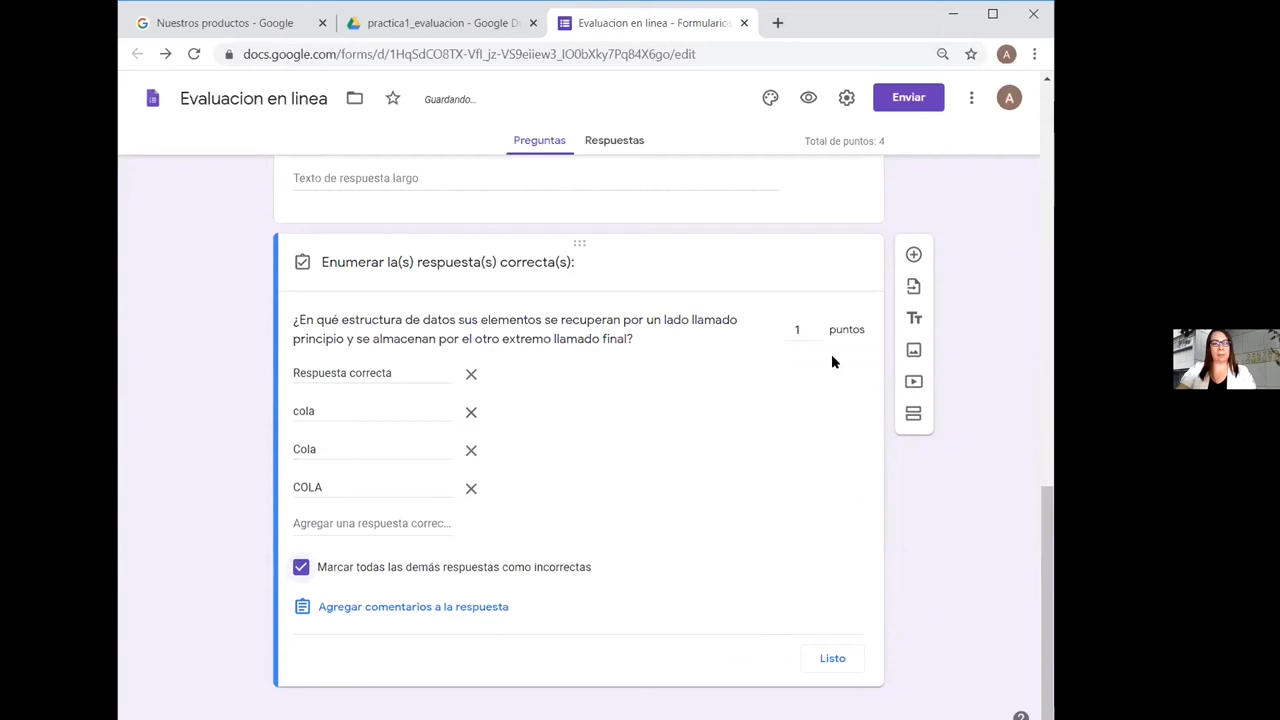 Nuestros productos - Google
practica1_evaluacion - Google D
Evaluacion en linea - Formularios
docs.google.com/forms/d/1HqSdCO8TX-Vfl_jz-VS9eiiew3_IO0bXky7Pq84X6go/edit
A
Evaluacion en linea
Guardando...
Enviar
A
Preguntas
Respuestas
Total de puntos: 4
Texto de respuesta largo
Enumerar la(s) respuesta(s) correcta(s):
¿En qué estructura de datos sus elementos se recuperan por un lado llamado
principio y se almacenan por el otro extremo llamado final?
1 puntos
Respuesta correcta
cola
Cola
COLA
Agregar una respuesta correc...
Marcar todas las demás respuestas como incorrectas
Agregar comentarios a la respuesta
Listo